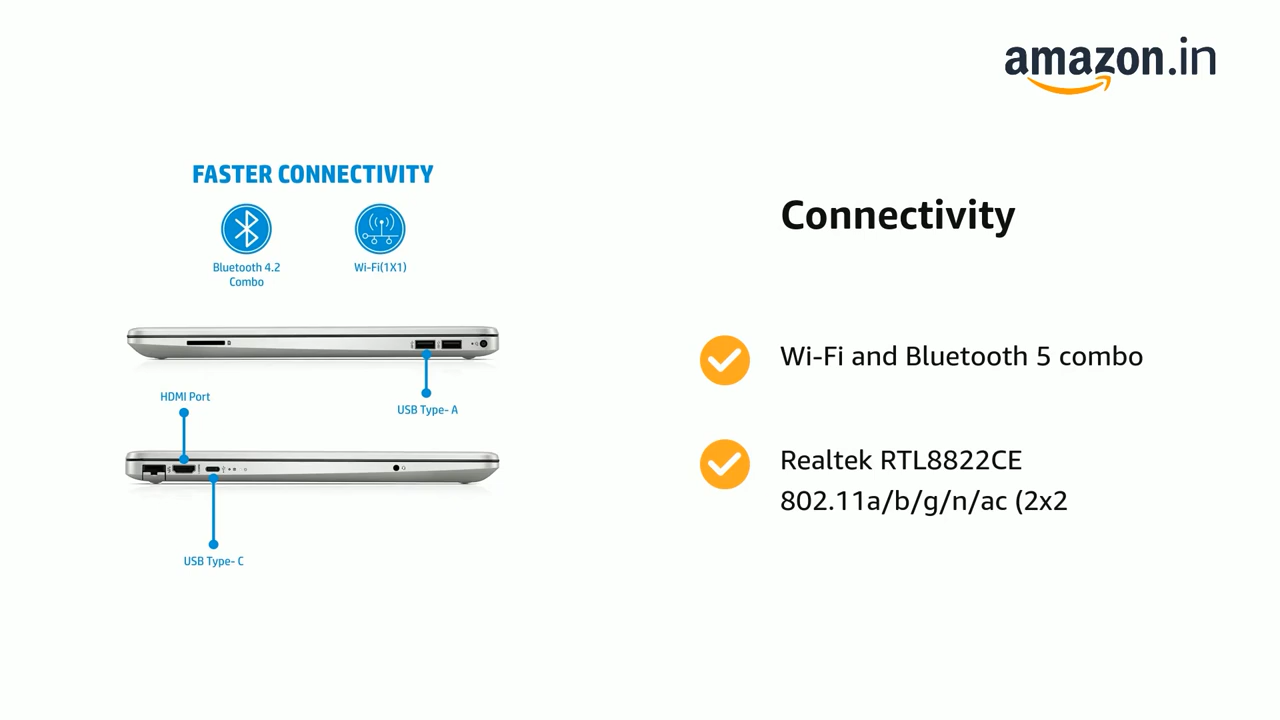 amazon.in
FASTER CONNECTIVITY
Bluetooth 4.2
Combo
Wi-Fi(1X1)
HDMI Port
USB Type- A
USB Type- C
Connectivity
Wi-Fi and Bluetooth 5 combo
Realtek RTL8822CE
802.11a/b/g/n/ac (2x2